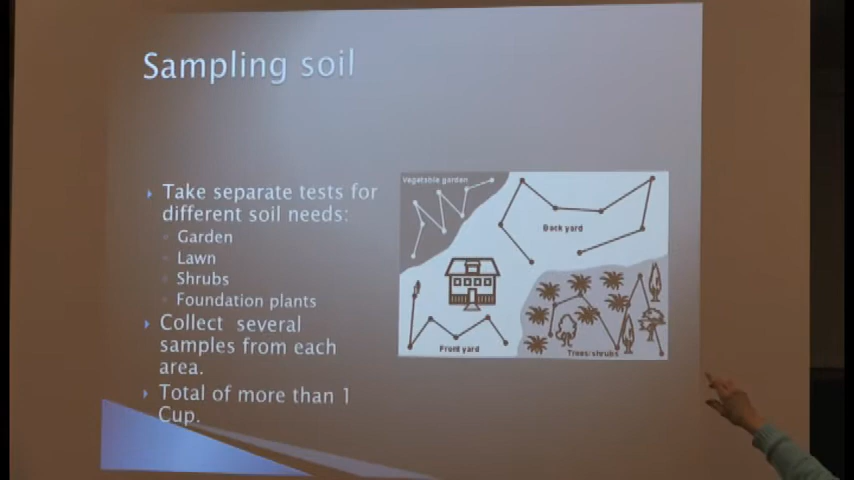 Sampling soil
Take separate tests for
different soil needs:
Garden
Lawn
Shrubs
Foundation plants
Collect several
samples from each
area.
Total of more than 1
Cup.
Vegetable garden
Back yard
Front yard
Trees/shrubs